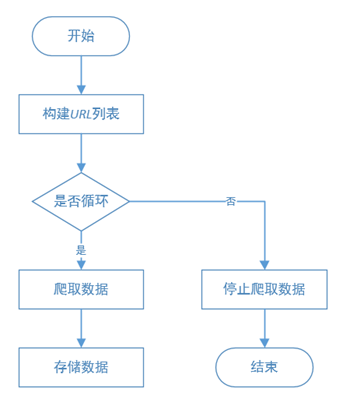 开始
构建URL列表
是否循环
否
是
爬取数据
停止爬取数据
存储数据
结束